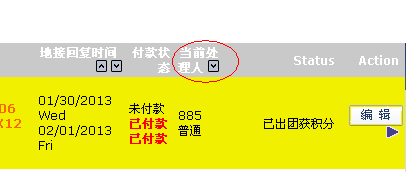 地接回复时间 付款状态 当前处理人 Status Action
D6
X12
01/30/2013
Wed
02/01/2013
Fri
未付款
已付款
已付款
885
普通
已出团获积分
编 辑